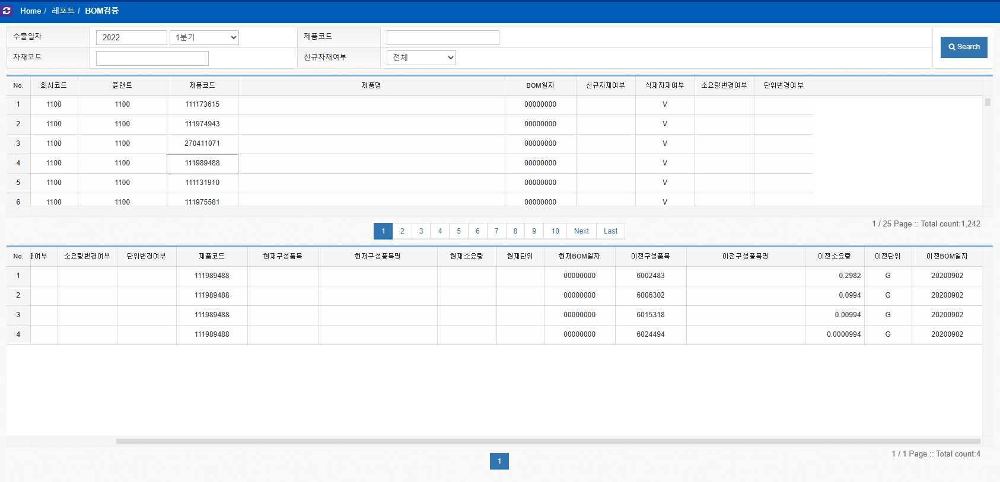 Home / 레포트 / BOM검증
수출일자 2022 1분기 제품코드
Search
자재코드 신규자재여부 전체
No. 회사코드 플랜트 제품코드 제품명 BOM일자 신규자재여부 삭제자재여부 소요량변경여부 단위변경여부
1 1100 1100 111173615 00000000 V
2 1100 1100 111974943 00000000 V
3 1100 1100 270411071 00000000 V
4 1100 1100 111989488 00000000 V
5 1100 1100 111131910 00000000 V
6 1100 1100 111975581 00000000 V
1 2 3 4 5 6 7 8 9 10 Next Last
1 / 25 Page :: Total count:1,242
No. 재여부 소요량변경여부 단위변경여부 제품코드 현재구성품목 현재구성품목명 현재소요량 현재단위 현재BOM일자 이전구성품목 이전구성품목명 이전소요량 이전단위 이전BOM일자
1 111989488 00000000 6002483 0.2982 G 20200902
2 111989488 00000000 6006302 0.0994 G 20200902
3 111989488 00000000 6015318 0.00994 G 20200902
4 111989488 00000000 6024494 0.0000994 G 20200902
1 / 1 Page :: Total count:4
1